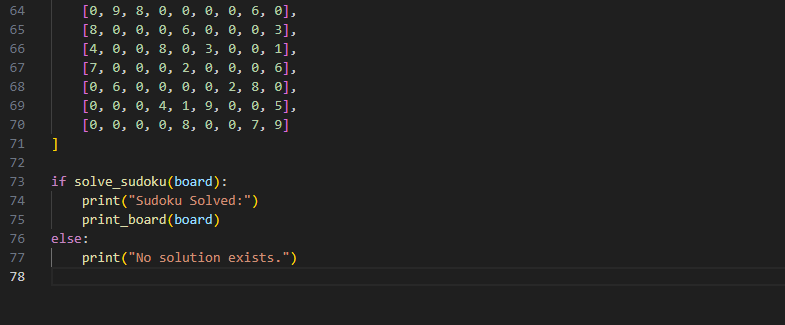 64 [0, 9, 8, 0, 0, 0, 0, 6, 0],
65 [8, 0, 0, 0, 6, 0, 0, 0, 3],
66 [4, 0, 0, 8, 0, 3, 0, 0, 1],
67 [7, 0, 0, 0, 2, 0, 0, 0, 6],
68 [0, 6, 0, 0, 0, 0, 2, 8, 0],
69 [0, 0, 0, 4, 1, 9, 0, 0, 5],
70 [0, 0, 0, 0, 8, 0, 0, 7, 9]
71 ]
72
73 if solve_sudoku(board):
74     print("Sudoku Solved:")
75     print_board(board)
76 else:
77     print("No solution exists.")
78